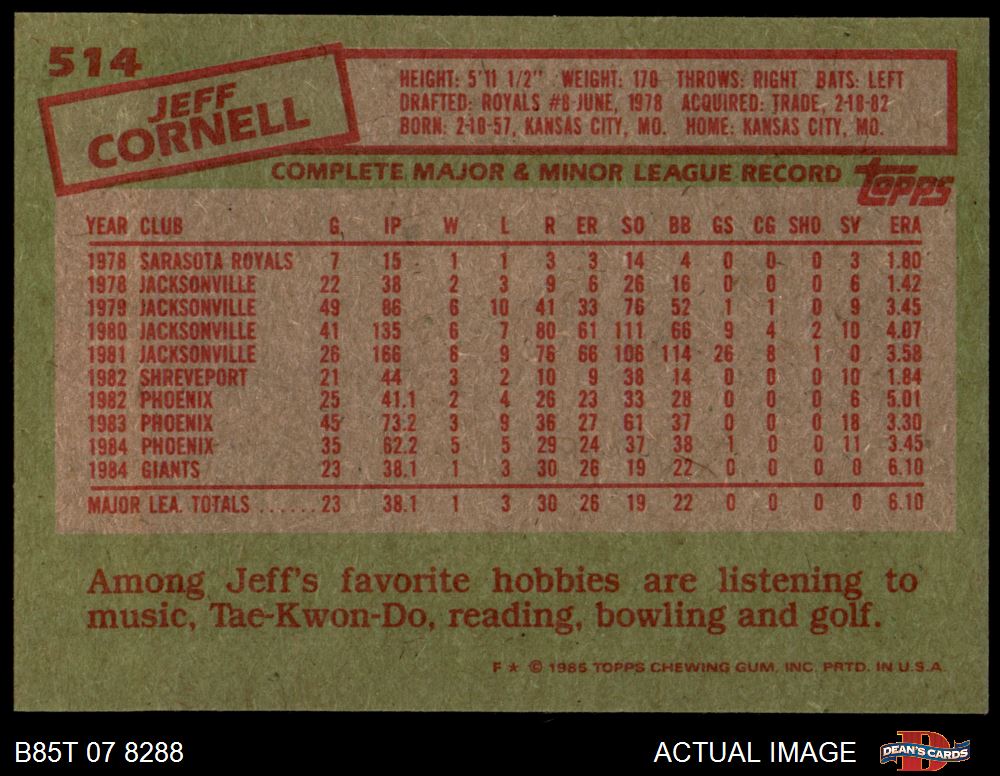 514
JEFF
CORNELL
HEIGHT: 5'11 1/2" WEIGHT: 170 THROWS: RIGHT BATS: LEFT
DRAFTED: ROYALS #8-JUNE, 1978 ACQUIRED: TRADE, 2-18-82
BORN: 2-10-57, KANSAS CITY, MO. HOME: KANSAS CITY, MO.
COMPLETE MAJOR & MINOR LEAGUE RECORD TOPPS
YEAR CLUB G IP W L R ER SO BB GS CG SHO SV ERA
1978 SARASOTA ROYALS 7 15 1 1 3 3 14 4 0 0 0 3 1.80
1978 JACKSONVILLE 22 38 2 3 9 6 26 16 0 0 0 6 1.42
1979 JACKSONVILLE 49 86 6 10 41 33 76 52 1 1 0 9 3.45
1980 JACKSONVILLE 41 135 6 7 80 61 111 66 9 4 2 10 4.07
1981 JACKSONVILLE 26 166 8 9 76 66 106 114 26 8 1 0 3.58
1982 SHREVEPORT 21 44 3 2 10 9 38 14 0 0 0 10 1.84
1982 PHOENIX 25 41.1 2 4 26 23 33 28 0 0 0 6 5.01
1983 PHOENIX 45 73.2 3 9 36 27 61 37 0 0 0 18 3.30
1984 PHOENIX 35 62.2 5 5 29 24 37 38 1 0 0 11 3.45
1984 GIANTS 23 38.1 1 3 30 26 19 22 0 0 0 0 6.10
MAJOR LEA. TOTALS ...... 23 38.1 1 3 30 26 19 22 0 0 0 0 6.10
Among Jeff's favorite hobbies are listening to
music, Tae-Kwon-Do, reading, bowling and golf.
F ★ © 1985 TOPPS CHEWING GUM, INC. PRTD. IN U.S.A.
B85T 07 8288 ACTUAL IMAGE DEAN'S CARDS